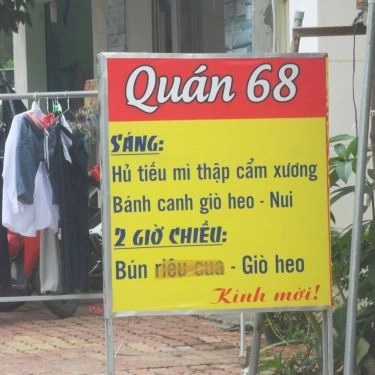 Quán 68
SÁNG:
Hủ tiếu mì thập cẩm xương
Bánh canh giò heo - Nui
2 GIỜ CHIỀU:
Bún riêu cua - Giò heo
Kính mời!